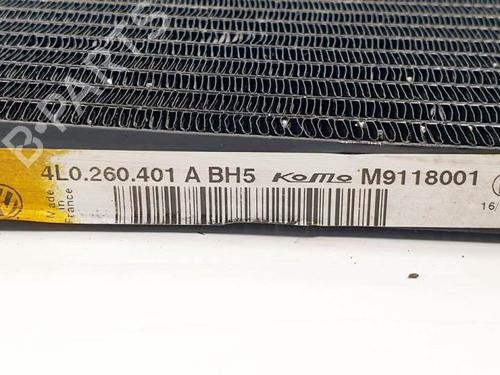 B-PARTS
4L0.260.401 A BH5 Komo M9118001
Made
in
France
16/